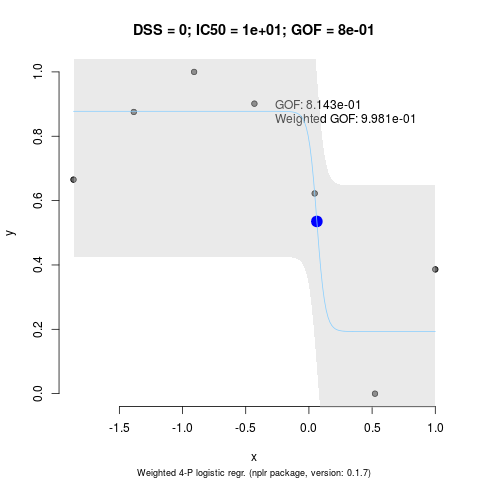 DSS = 0; IC50 = 1e+01; GOF = 8e-01
GOF: 8.143e-01
Weighted GOF: 9.981e-01
y
1.0
0.8
0.6
0.4
0.2
0.0
-1.5 -1.0 -0.5 0.0 0.5 1.0
x
Weighted 4-P logistic regr. (nplr package, version: 0.1.7)